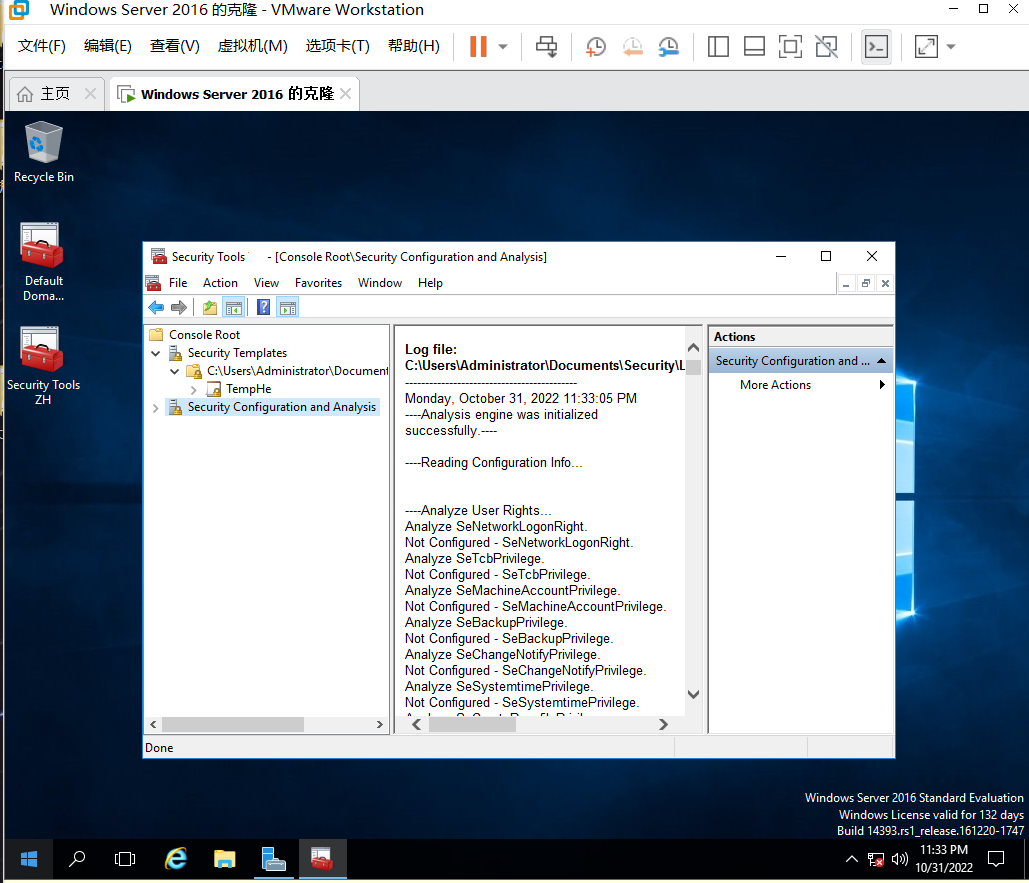 Windows Server 2016 的克隆 - VMware Workstation
文件(F) 编辑(E) 查看(V) 虚拟机(M) 选项卡(T) 帮助(H)
主页 Windows Server 2016 的克隆
Recycle Bin
Default
Doma...
Security Tools
ZH
Security Tools - [Console Root\Security Configuration and Analysis]
File Action View Favorites Window Help
Console Root
Security Templates
C:\Users\Administrator\Document
TempHe
Security Configuration and Analysis
Log file:
C:\Users\Administrator\Documents\Security\L
-------------------------------------------
Monday, October 31, 2022 11:33:05 PM
----Analysis engine was initialized
successfully.----
----Reading Configuration Info...
----Analyze User Rights...
Analyze SeNetworkLogonRight.
Not Configured - SeNetworkLogonRight.
Analyze SeTcbPrivilege.
Not Configured - SeTcbPrivilege.
Analyze SeMachineAccountPrivilege.
Not Configured - SeMachineAccountPrivilege.
Analyze SeBackupPrivilege.
Not Configured - SeBackupPrivilege.
Analyze SeChangeNotifyPrivilege.
Not Configured - SeChangeNotifyPrivilege.
Analyze SeSystemtimePrivilege.
Not Configured - SeSystemtimePrivilege.
Actions
Security Configuration and ...
More Actions
Done
Windows Server 2016 Standard Evaluation
Windows License valid for 132 days
Build 14393.rs1_release.161220-1747
11:33 PM
10/31/2022